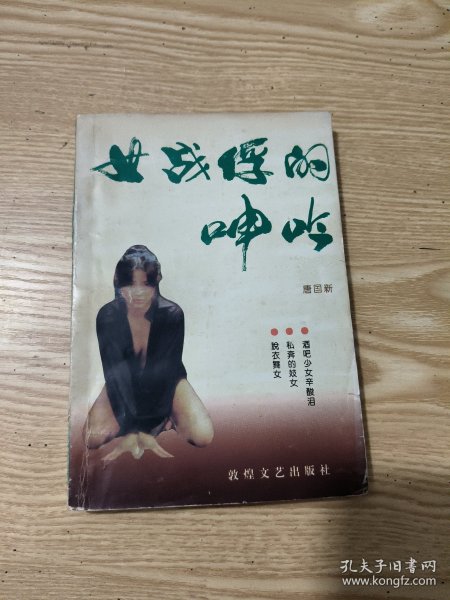 女战俘的
呻吟
唐函新
酒吧少女辛酸泪
私奔的妓女
脱衣舞女
敦煌文艺出版社
孔夫子旧书网
www.kongfz.com